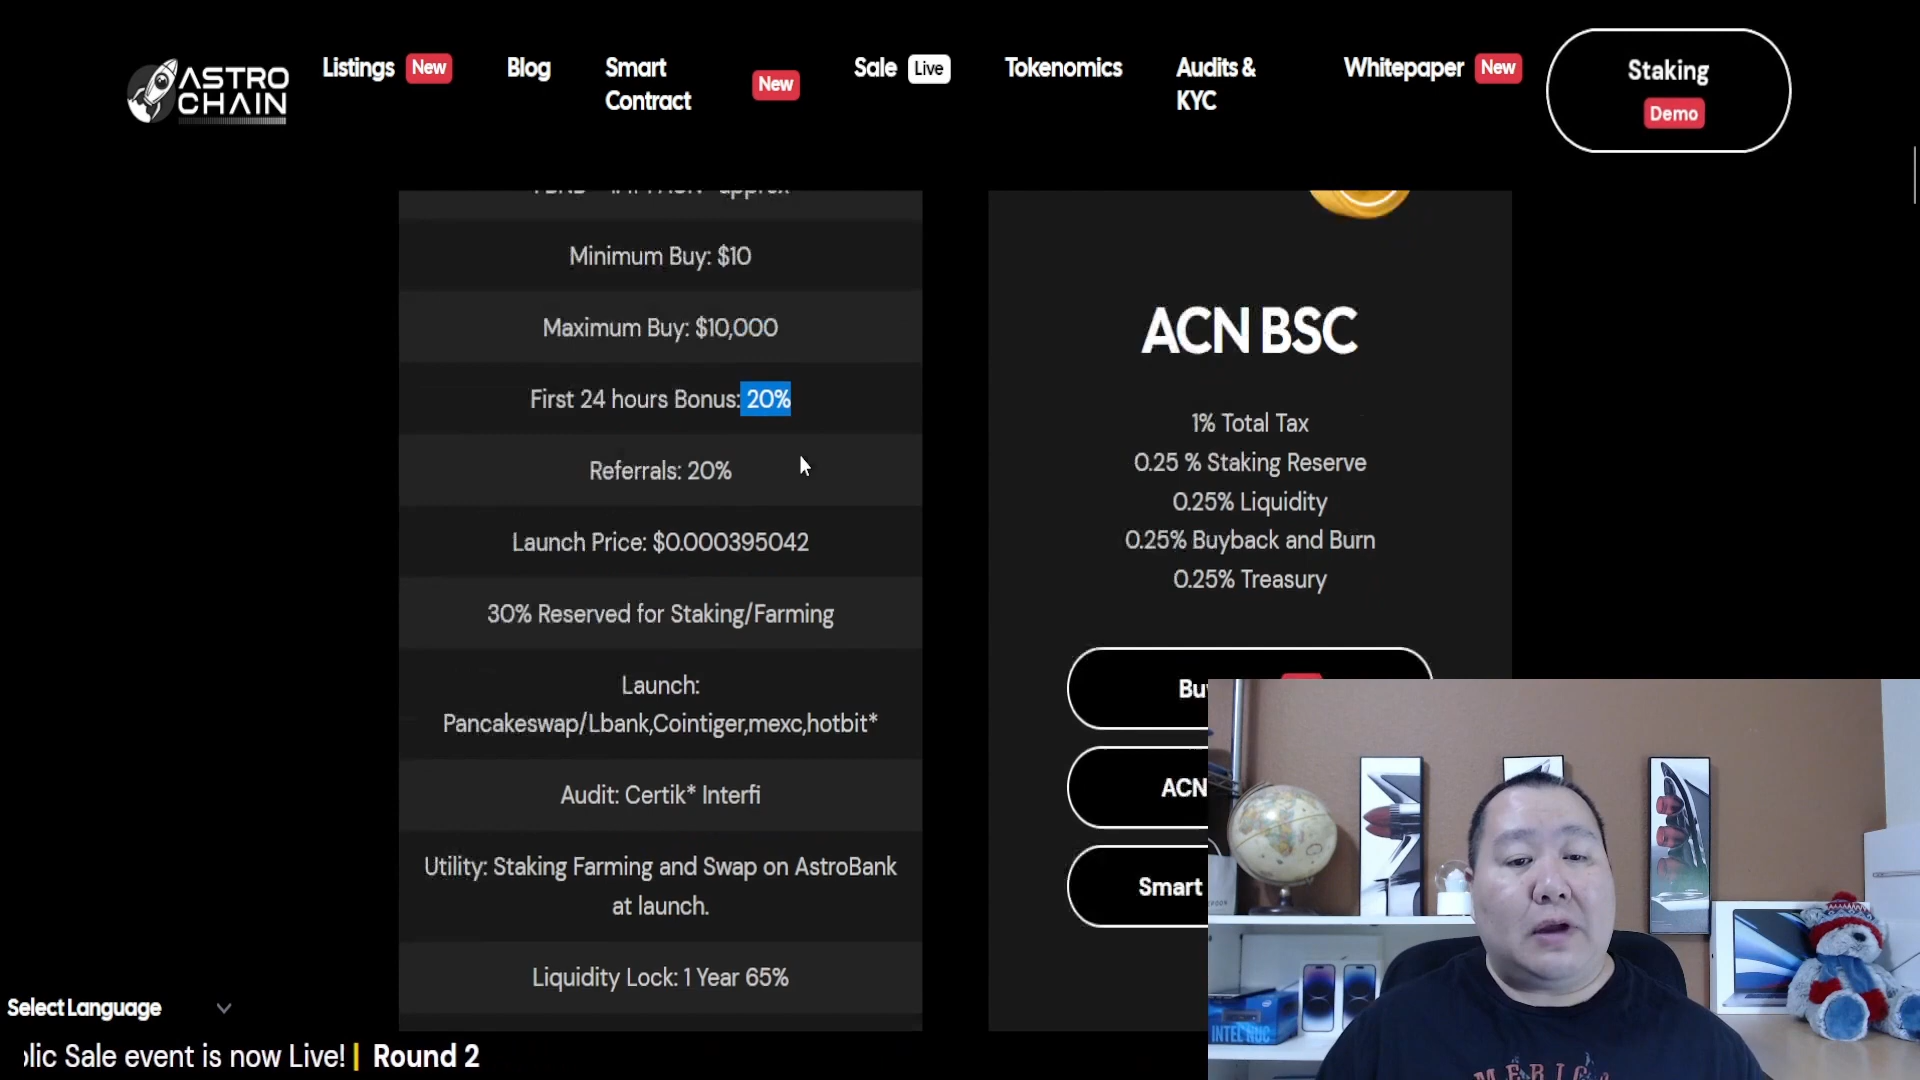 ASTRO
CHAIN
Listings New
Blog
Smart
Contract
New
Sale Live
Tokenomics
Audits &
KYC
Whitepaper New
Staking
Demo
approx
Minimum Buy: $10
Maximum Buy: $10,000
First 24 hours Bonus: 20%
Referrals: 20%
Launch Price: $0.000395042
30% Reserved for Staking/Farming
Launch:
Pancakeswap/Lbank,Cointiger,mexc,hotbit*
Audit: Certik* Interfi
Utility: Staking Farming and Swap on AstroBank
at launch.
Liquidity Lock: 1 Year 65%
ACN BSC
1% Total Tax
0.25 % Staking Reserve
0.25% Liquidity
0.25% Buyback and Burn
0.25% Treasury
ACN
Smart
INTEL NUC
Select Language
lic Sale event is now Live! | Round 2